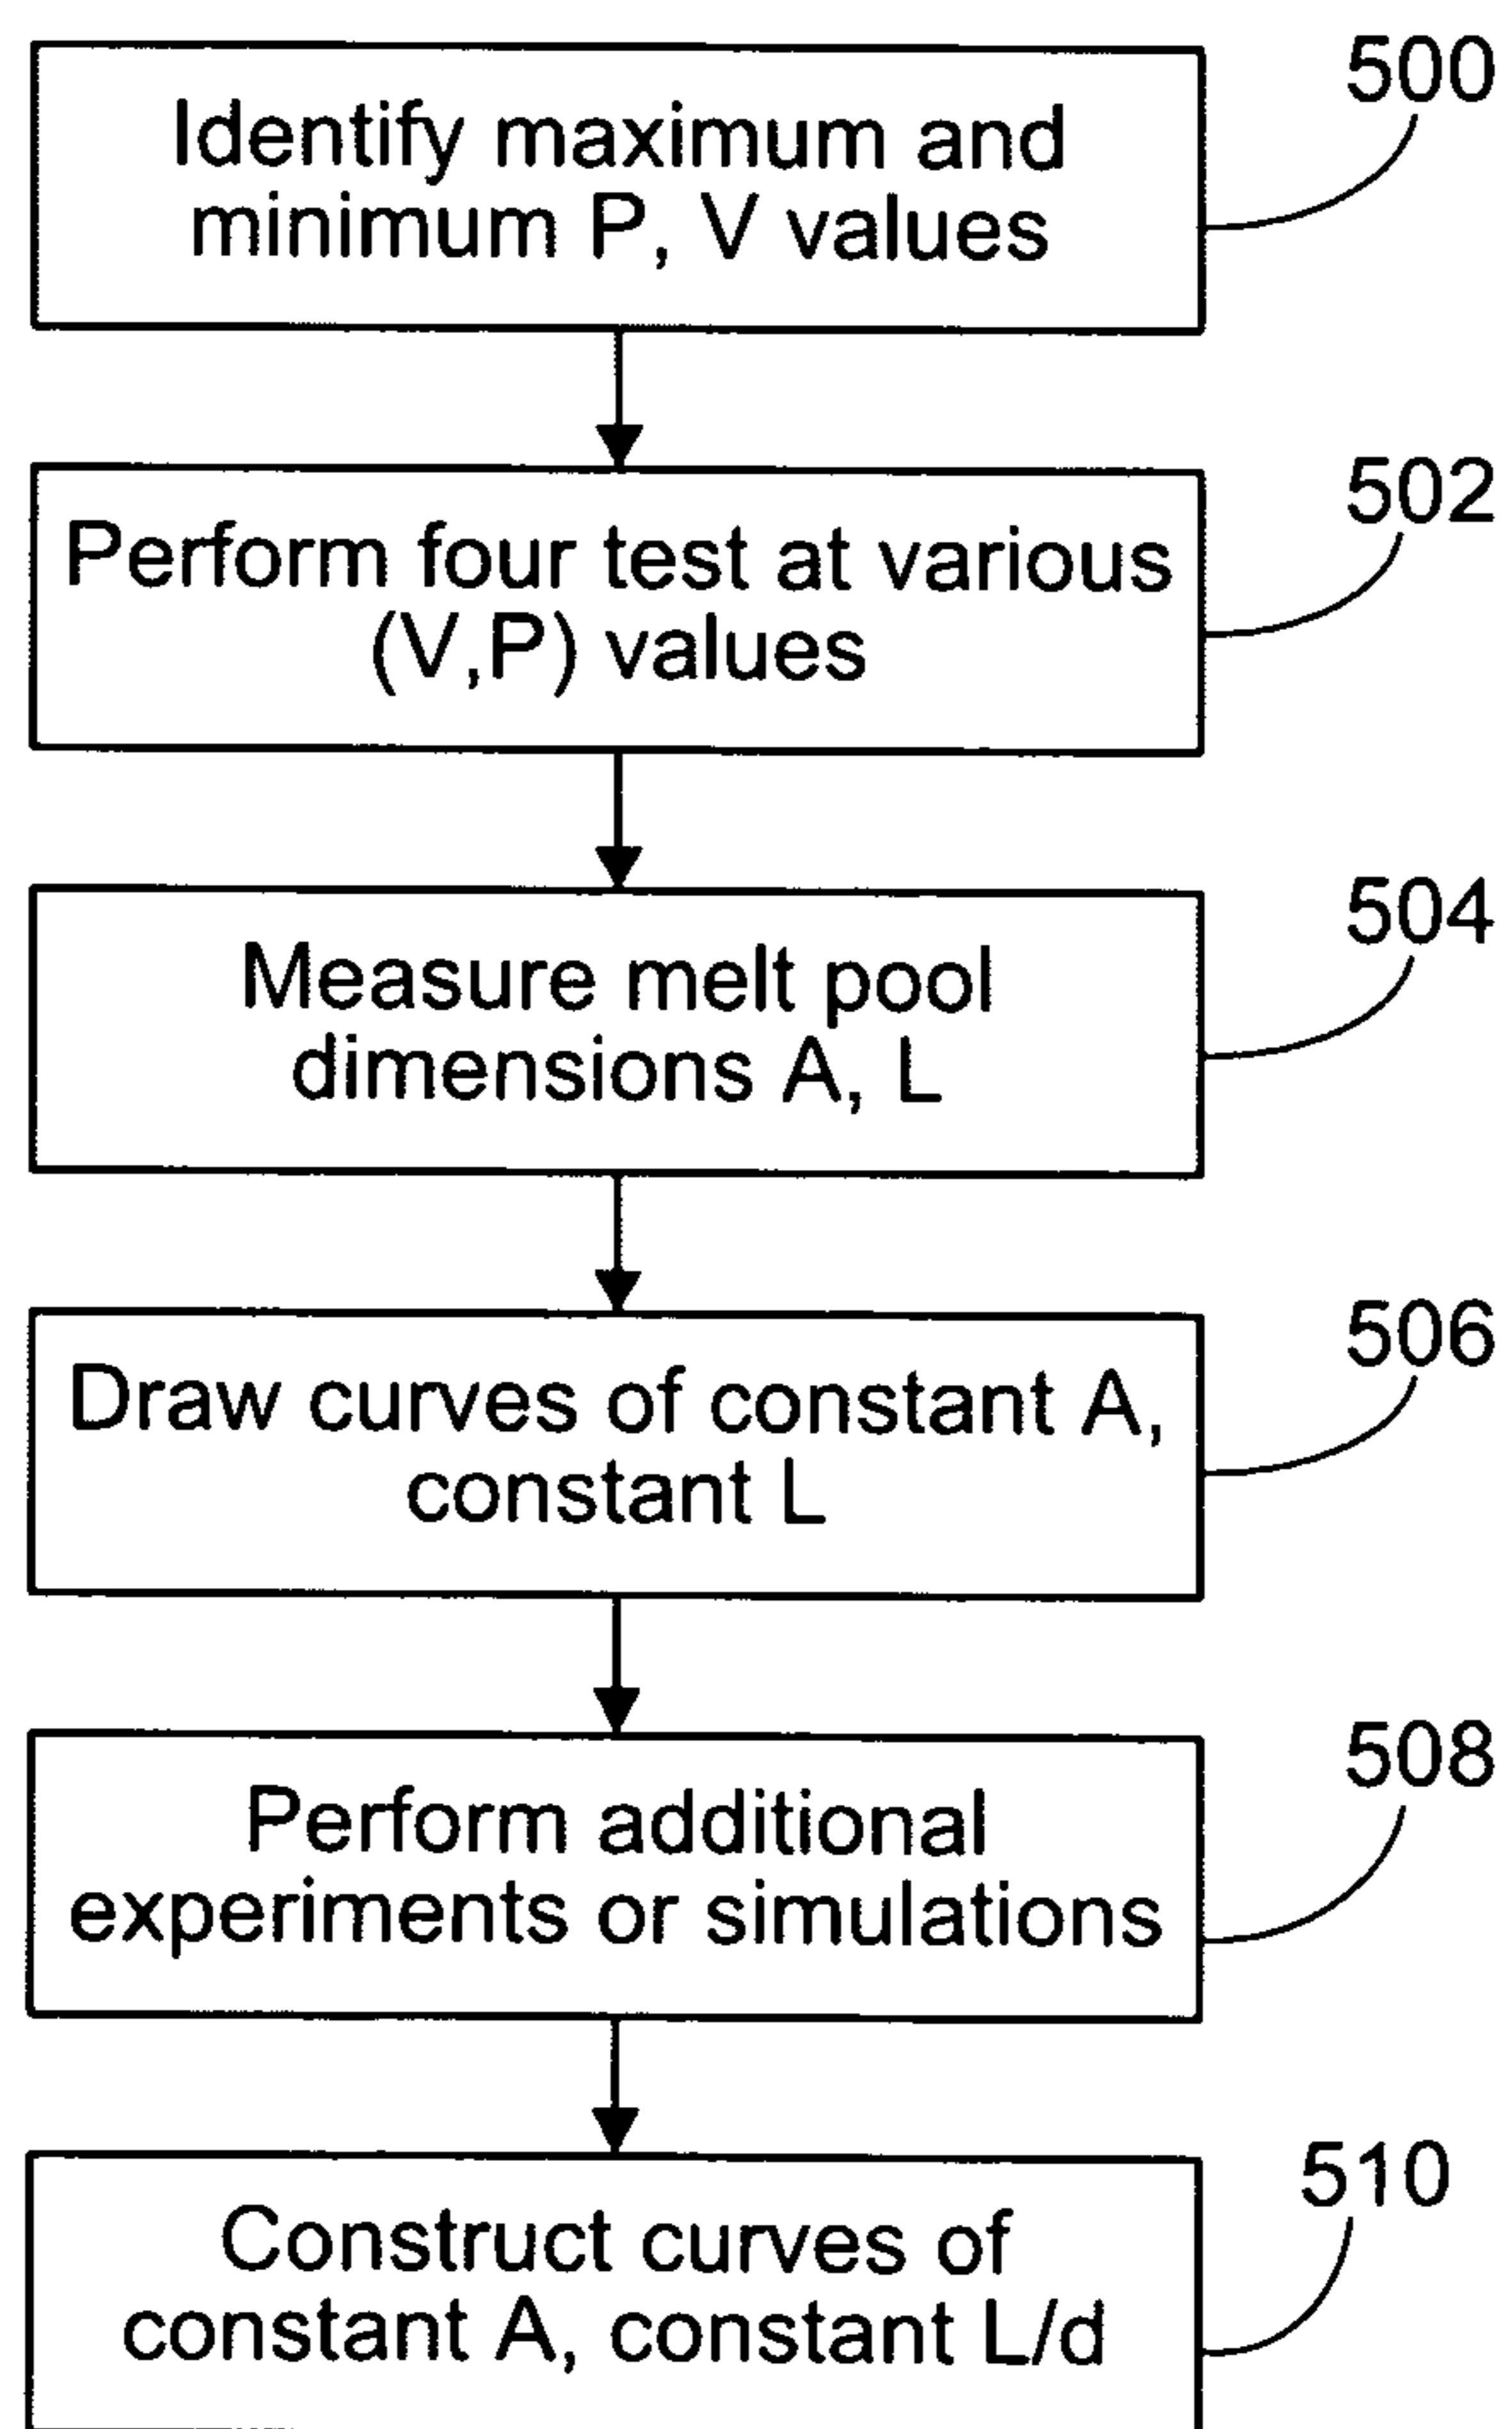 500
Identify maximum and
minimum P, V values
502
Perform four test at various
(V,P) values
504
Measure melt pool
dimensions A, L
506
Draw curves of constant A,
constant L
508
Perform additional
experiments or simulations
510
Construct curves of
constant A, constant L/d